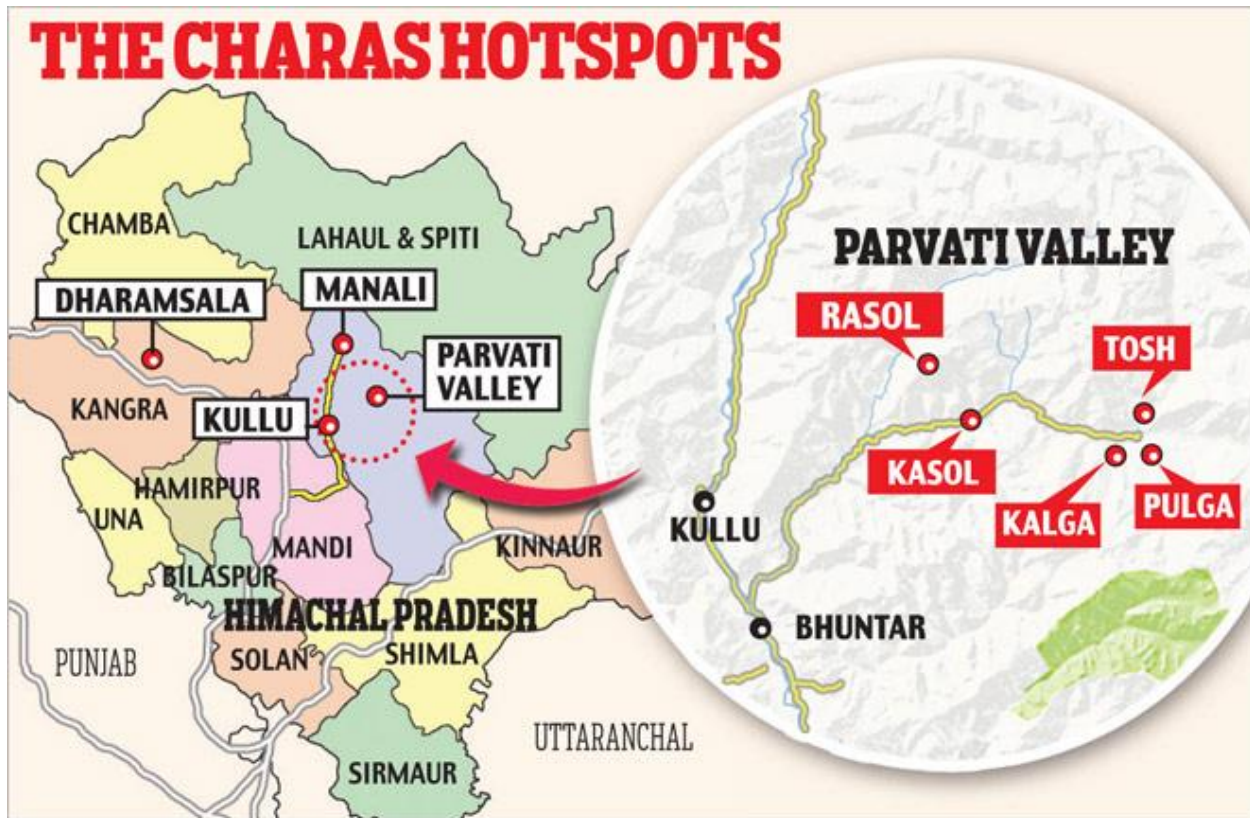 THE CHARAS HOTSPOTS
CHAMBA
LAHAUL & SPITI
DHARAMSALA
MANALI
PARVATI
VALLEY
KANGRA
KULLU
HAMIRPUR
UNA
MANDI
KINNAUR
BILASPUR
HIMACHAL PRADESH
PUNJAB
SOLAN
SHIMLA
UTTARANCHAL
SIRMAUR
PARVATI VALLEY
RASOL
TOSH
KASOL
KALGA
PULGA
KULLU
BHUNTAR